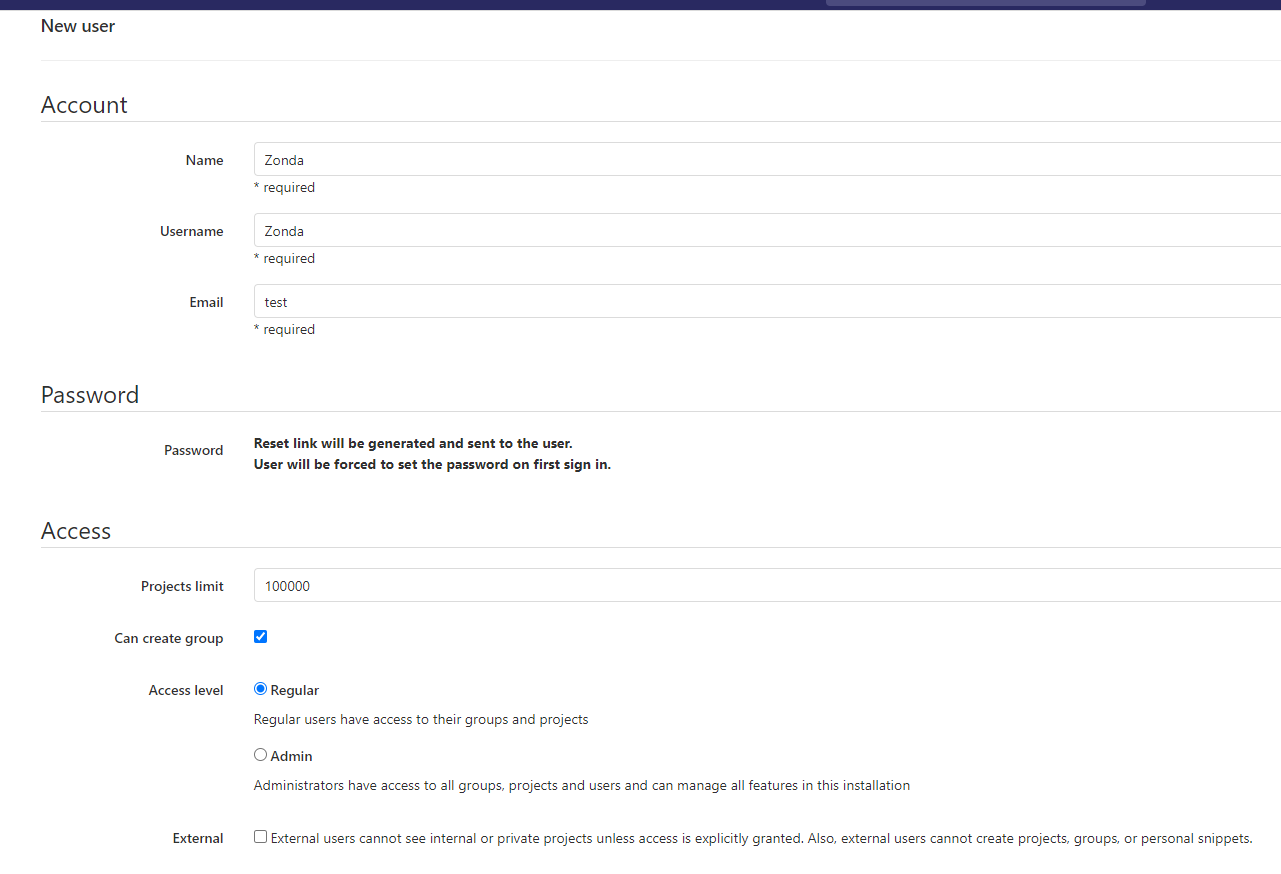 New user
Account
Name Zonda
* required
Username Zonda
* required
Email test
* required
Password
Password Reset link will be generated and sent to the user.
User will be forced to set the password on first sign in.
Access
Projects limit 100000
Can create group
Access level Regular
Regular users have access to their groups and projects
Admin
Administrators have access to all groups, projects and users and can manage all features in this installation
External External users cannot see internal or private projects unless access is explicitly granted. Also, external users cannot create projects, groups, or personal snippets.